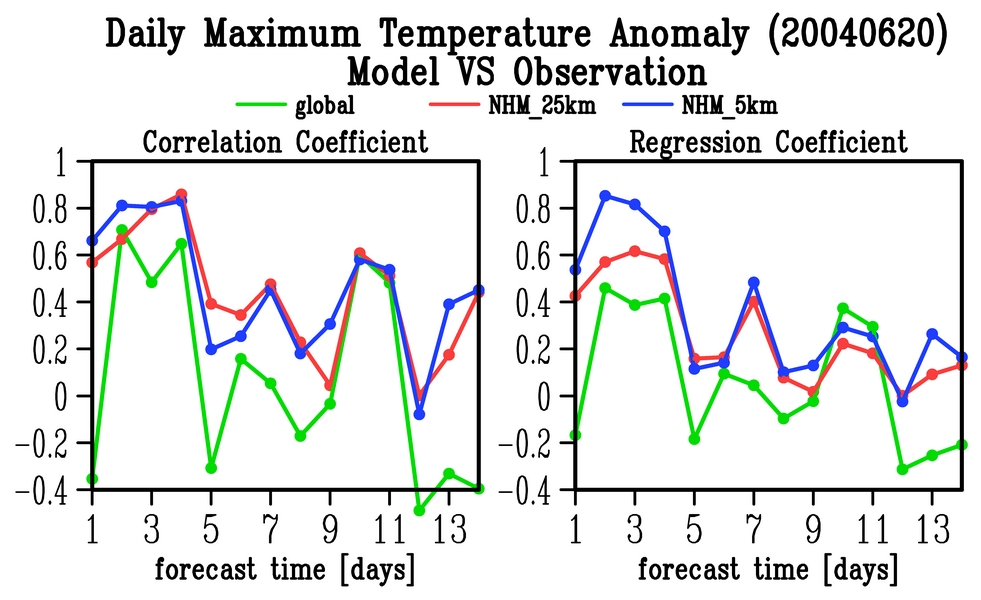 Daily Maximum Temperature Anomaly (20040620)
Model VS Observation
global NHM_25km NHM_5km
Correlation Coefficient
1
0.8
0.6
0.4
0.2
0
−0.2
−0.4
1 3 5 7 9 11 13
forecast time [days]
Regression Coefficient
1
0.8
0.6
0.4
0.2
0
−0.2
−0.4
1 3 5 7 9 11 13
forecast time [days]